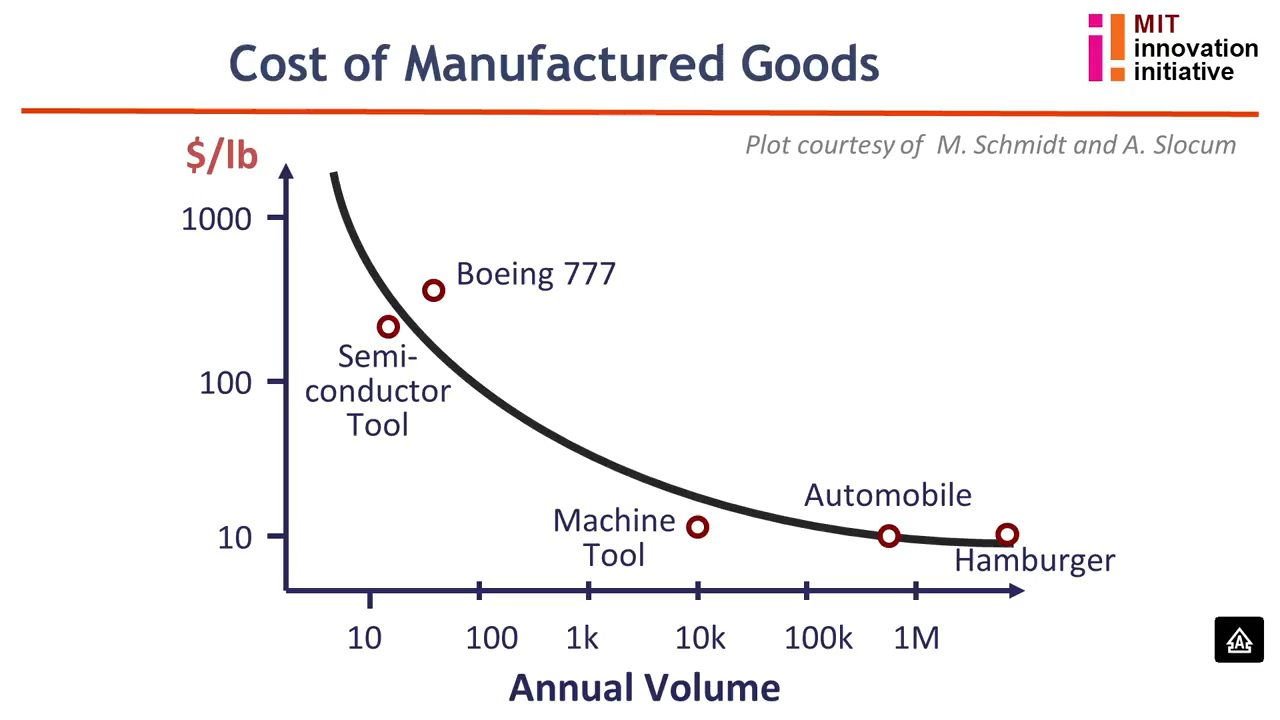 Cost of Manufactured Goods
MIT
innovation
initiative
Plot courtesy of M. Schmidt and A. Slocum
$/lb
1000
100
10
Boeing 777
Semi-
conductor
Tool
Machine
Tool
Automobile
Hamburger
10 100 1k 10k 100k 1M
Annual Volume
A